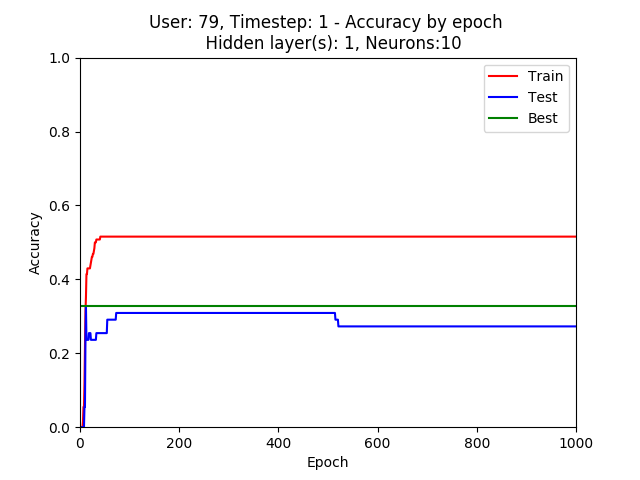 User: 79, Timestep: 1 - Accuracy by epoch
Hidden layer(s): 1, Neurons:10
1.0
0.8
0.6
0.4
0.2
0.0
Accuracy
Train
Test
Best
0 200 400 600 800 1000
Epoch